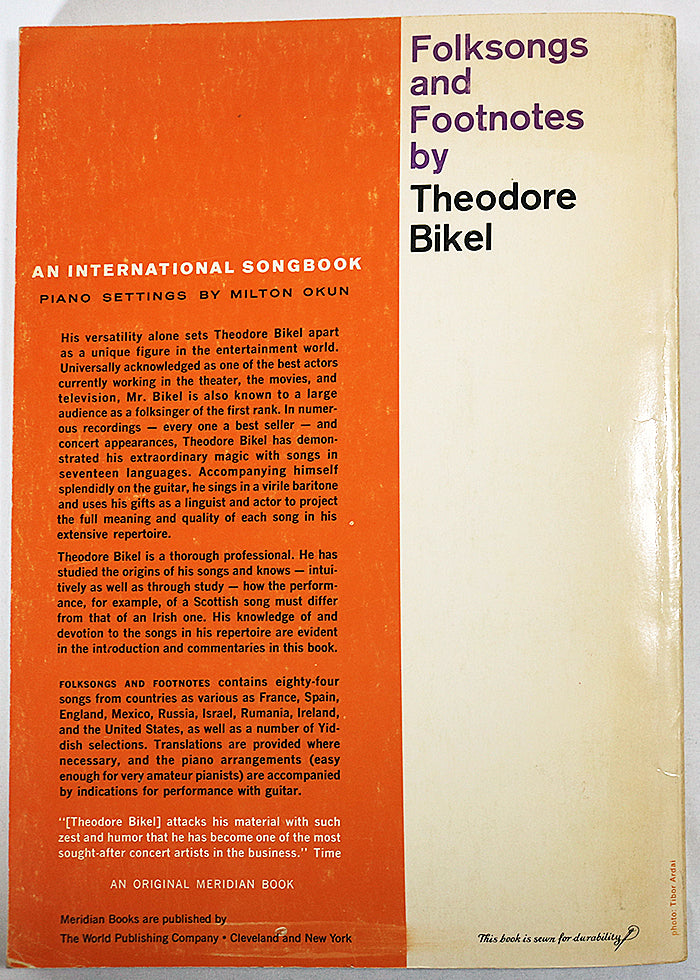 Folksongs
and
Footnotes
by
Theodore
Bikel
AN INTERNATIONAL SONGBOOK
PIANO SETTINGS BY MILTON OKUN
His versatility alone sets Theodore Bikel apart
as a unique figure in the entertainment world.
Universally acknowledged as one of the best actors
currently working in the theater, the movies, and
television, Mr. Bikel is also known to a large
audience as a folksinger of the first rank. In numer-
ous recordings — every one a best seller — and
concert appearances, Theodore Bikel has demon-
strated his extraordinary magic with songs in
seventeen languages. Accompanying himself
splendidly on the guitar, he sings in a virile baritone
and uses his gifts as a linguist and actor to project
the full meaning and quality of each song in his
extensive repertoire.
Theodore Bikel is a thorough professional. He has
studied the origins of his songs and knows — intui-
tively as well as through study — how the perform-
ance, for example, of a Scottish song must differ
from that of an Irish one. His knowledge of and
devotion to the songs in his repertoire are evident
in the introduction and commentaries in this book.
FOLKSONGS AND FOOTNOTES contains eighty-four
songs from countries as various as France, Spain,
England, Mexico, Russia, Israel, Rumania, Ireland,
and the United States, as well as a number of Yid-
dish selections. Translations are provided where
necessary, and the piano arrangements (easy
enough for very amateur pianists) are accompanied
by indications for performance with guitar.
"[Theodore Bikel] attacks his material with such
zest and humor that he has become one of the most
sought-after concert artists in the business." Time
AN ORIGINAL MERIDIAN BOOK
Meridian Books are published by
The World Publishing Company • Cleveland and New York
This book is sewn for durability
photo: Tibor Ardai